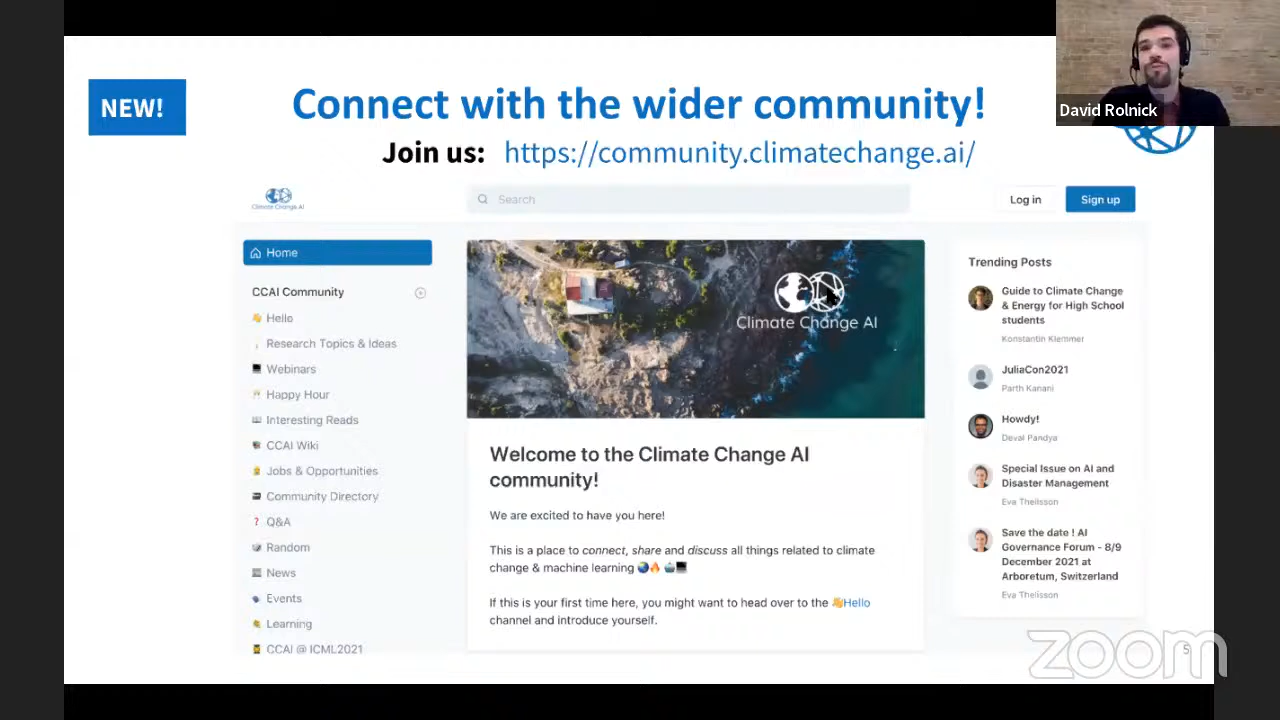 NEW!
Connect with the wider community!
Join us: https://community.climatechange.ai/
David Rolnick
Climate Change AI
Search
Log in
Sign up
Home
CCAI Community
Hello
Research Topics & Ideas
Webinars
Happy Hour
Interesting Reads
CCAI Wiki
Jobs & Opportunities
Community Directory
Q&A
Random
News
Events
Learning
CCAI @ ICML2021
Climate Change AI
Welcome to the Climate Change AI
community!
We are excited to have you here!
This is a place to connect, share and discuss all things related to climate
change & machine learning 🌏🔥🤖💻
If this is your first time here, you might want to head over to the 👋Hello
channel and introduce yourself.
Trending Posts
Guide to Climate Change
& Energy for High School
students
Konstantin Klemmer
JuliaCon2021
Parth Kanani
Howdy!
Deval Pandya
Special Issue on AI and
Disaster Management
Eva Thelisson
Save the date ! AI
Governance Forum - 8/9
December 2021 at
Arboretum, Switzerland
Eva Thelisson
zoom
5